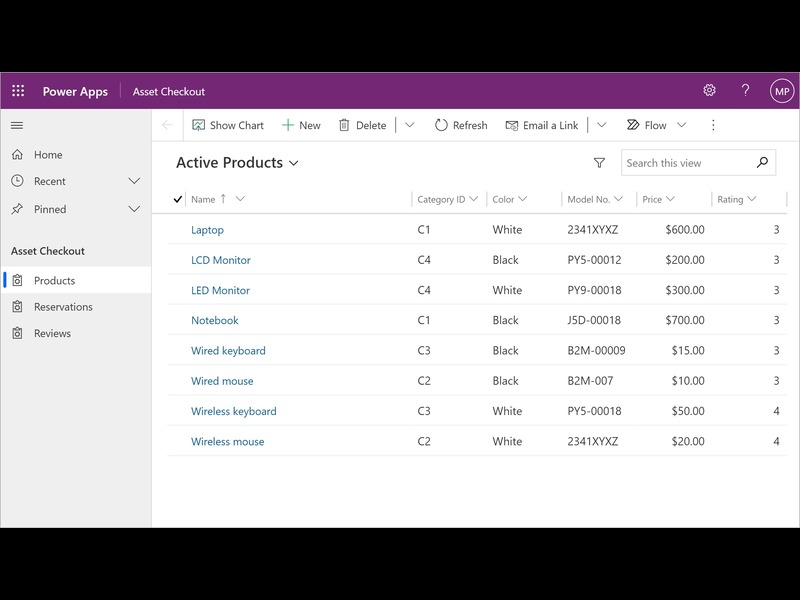 Power Apps Asset Checkout ? MP
Show Chart New Delete Refresh Email a Link Flow
Home
Recent
Pinned
Asset Checkout
Products
Reservations
Reviews
Active Products Search this view
Name ↑ Category ID Color Model No. Price Rating
Laptop C1 White 2341XYXZ $600.00 3
LCD Monitor C4 Black PY5-00012 $200.00 3
LED Monitor C4 White PY9-00018 $300.00 3
Notebook C1 Black J5D-00018 $700.00 3
Wired keyboard C3 Black B2M-00009 $15.00 3
Wired mouse C2 Black B2M-007 $10.00 3
Wireless keyboard C3 White PY5-00018 $50.00 4
Wireless mouse C2 White 2341XYXZ $20.00 4